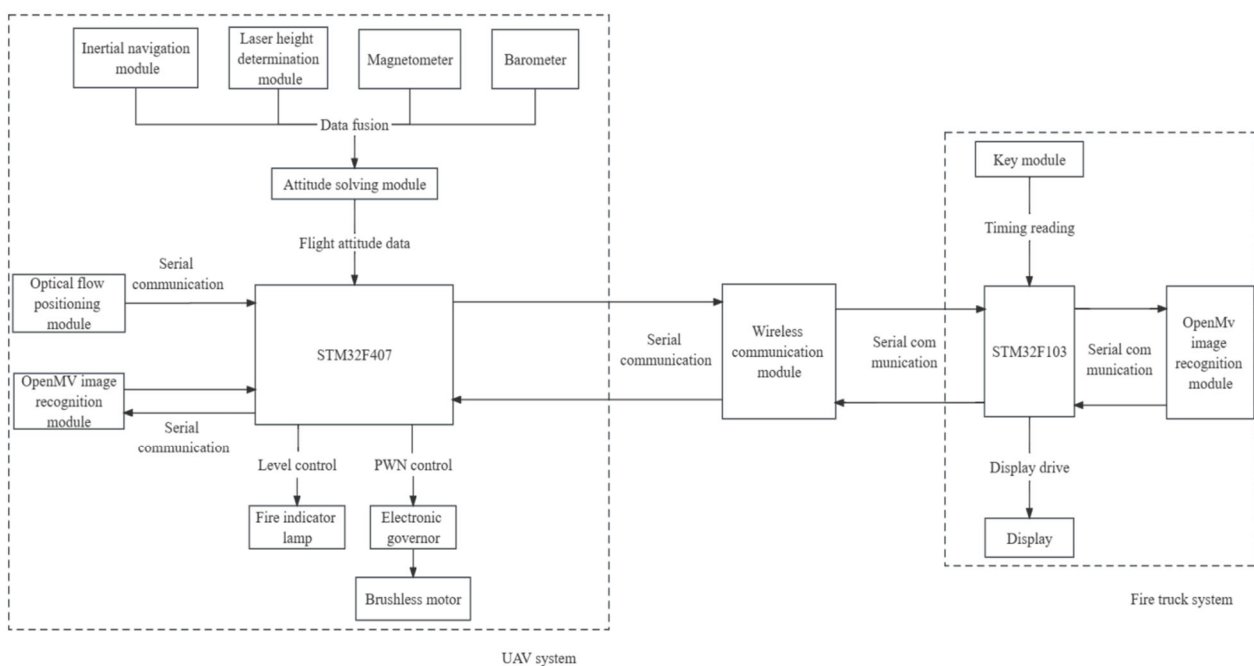 Inertial navigation
module
Laser height
determination
module
Magnetometer
Barometer
Data fusion
Attitude solving module
Flight attitude data
Serial
communication
Optical flow
positioning
module
STM32F407
OpenMV image
recognition
module
Serial
communication
Level control
PWN control
Fire indicator
lamp
Electronic
governor
Brushless motor
UAV system
Serial
communication
Wireless
communication
module
Serial com
munication
Key module
Timing reading
STM32F103
Serial com
munication
OpenMv
image
recognition
module
Display drive
Display
Fire truck system